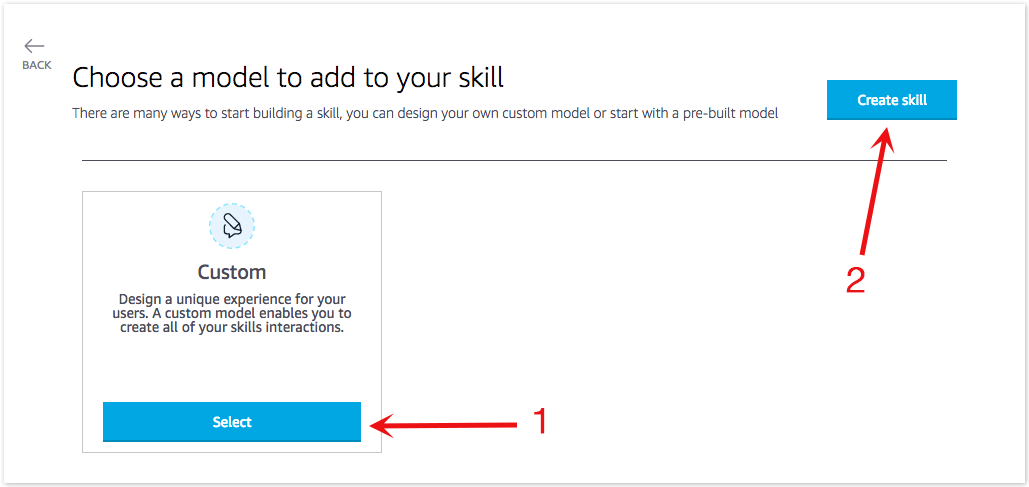 BACK
Choose a model to add to your skill
There are many ways to start building a skill, you can design your own custom model or start with a pre-built model
Create skill
2
Custom
Design a unique experience for your
users. A custom model enables you to
create all of your skills interactions.
Select
1